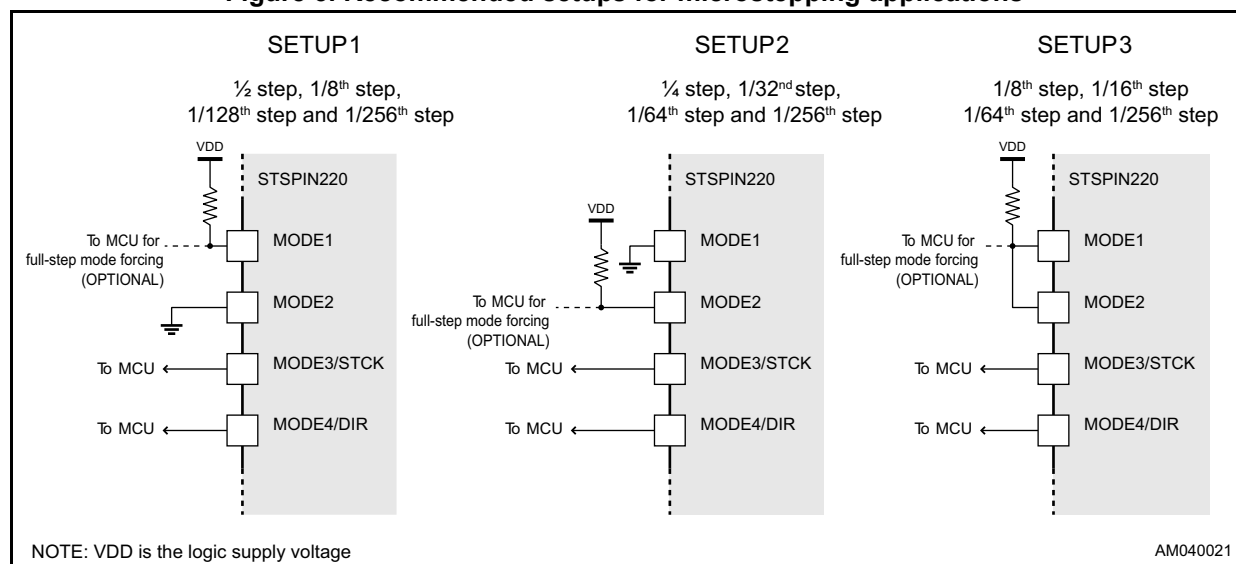 Figure Recommended setups for microstepping applications
SETUP1
½ step, 1/8th step,
1/128th step and 1/256th step
VDD
STSPIN220
To MCU for
full-step mode forcing
(OPTIONAL)
MODE1
MODE2
To MCU
MODE3/STCK
To MCU
MODE4/DIR
SETUP2
¼ step, 1/32nd step,
1/64th step and 1/256th step
STSPIN220
VDD
MODE1
To MCU for
full-step mode forcing
(OPTIONAL)
MODE2
To MCU
MODE3/STCK
To MCU
MODE4/DIR
SETUP3
1/8th step, 1/16th step
1/64th step and 1/256th step
VDD
STSPIN220
To MCU for
full-step mode forcing
(OPTIONAL)
MODE1
MODE2
To MCU
MODE3/STCK
To MCU
MODE4/DIR
NOTE: VDD is the logic supply voltage
AM040021